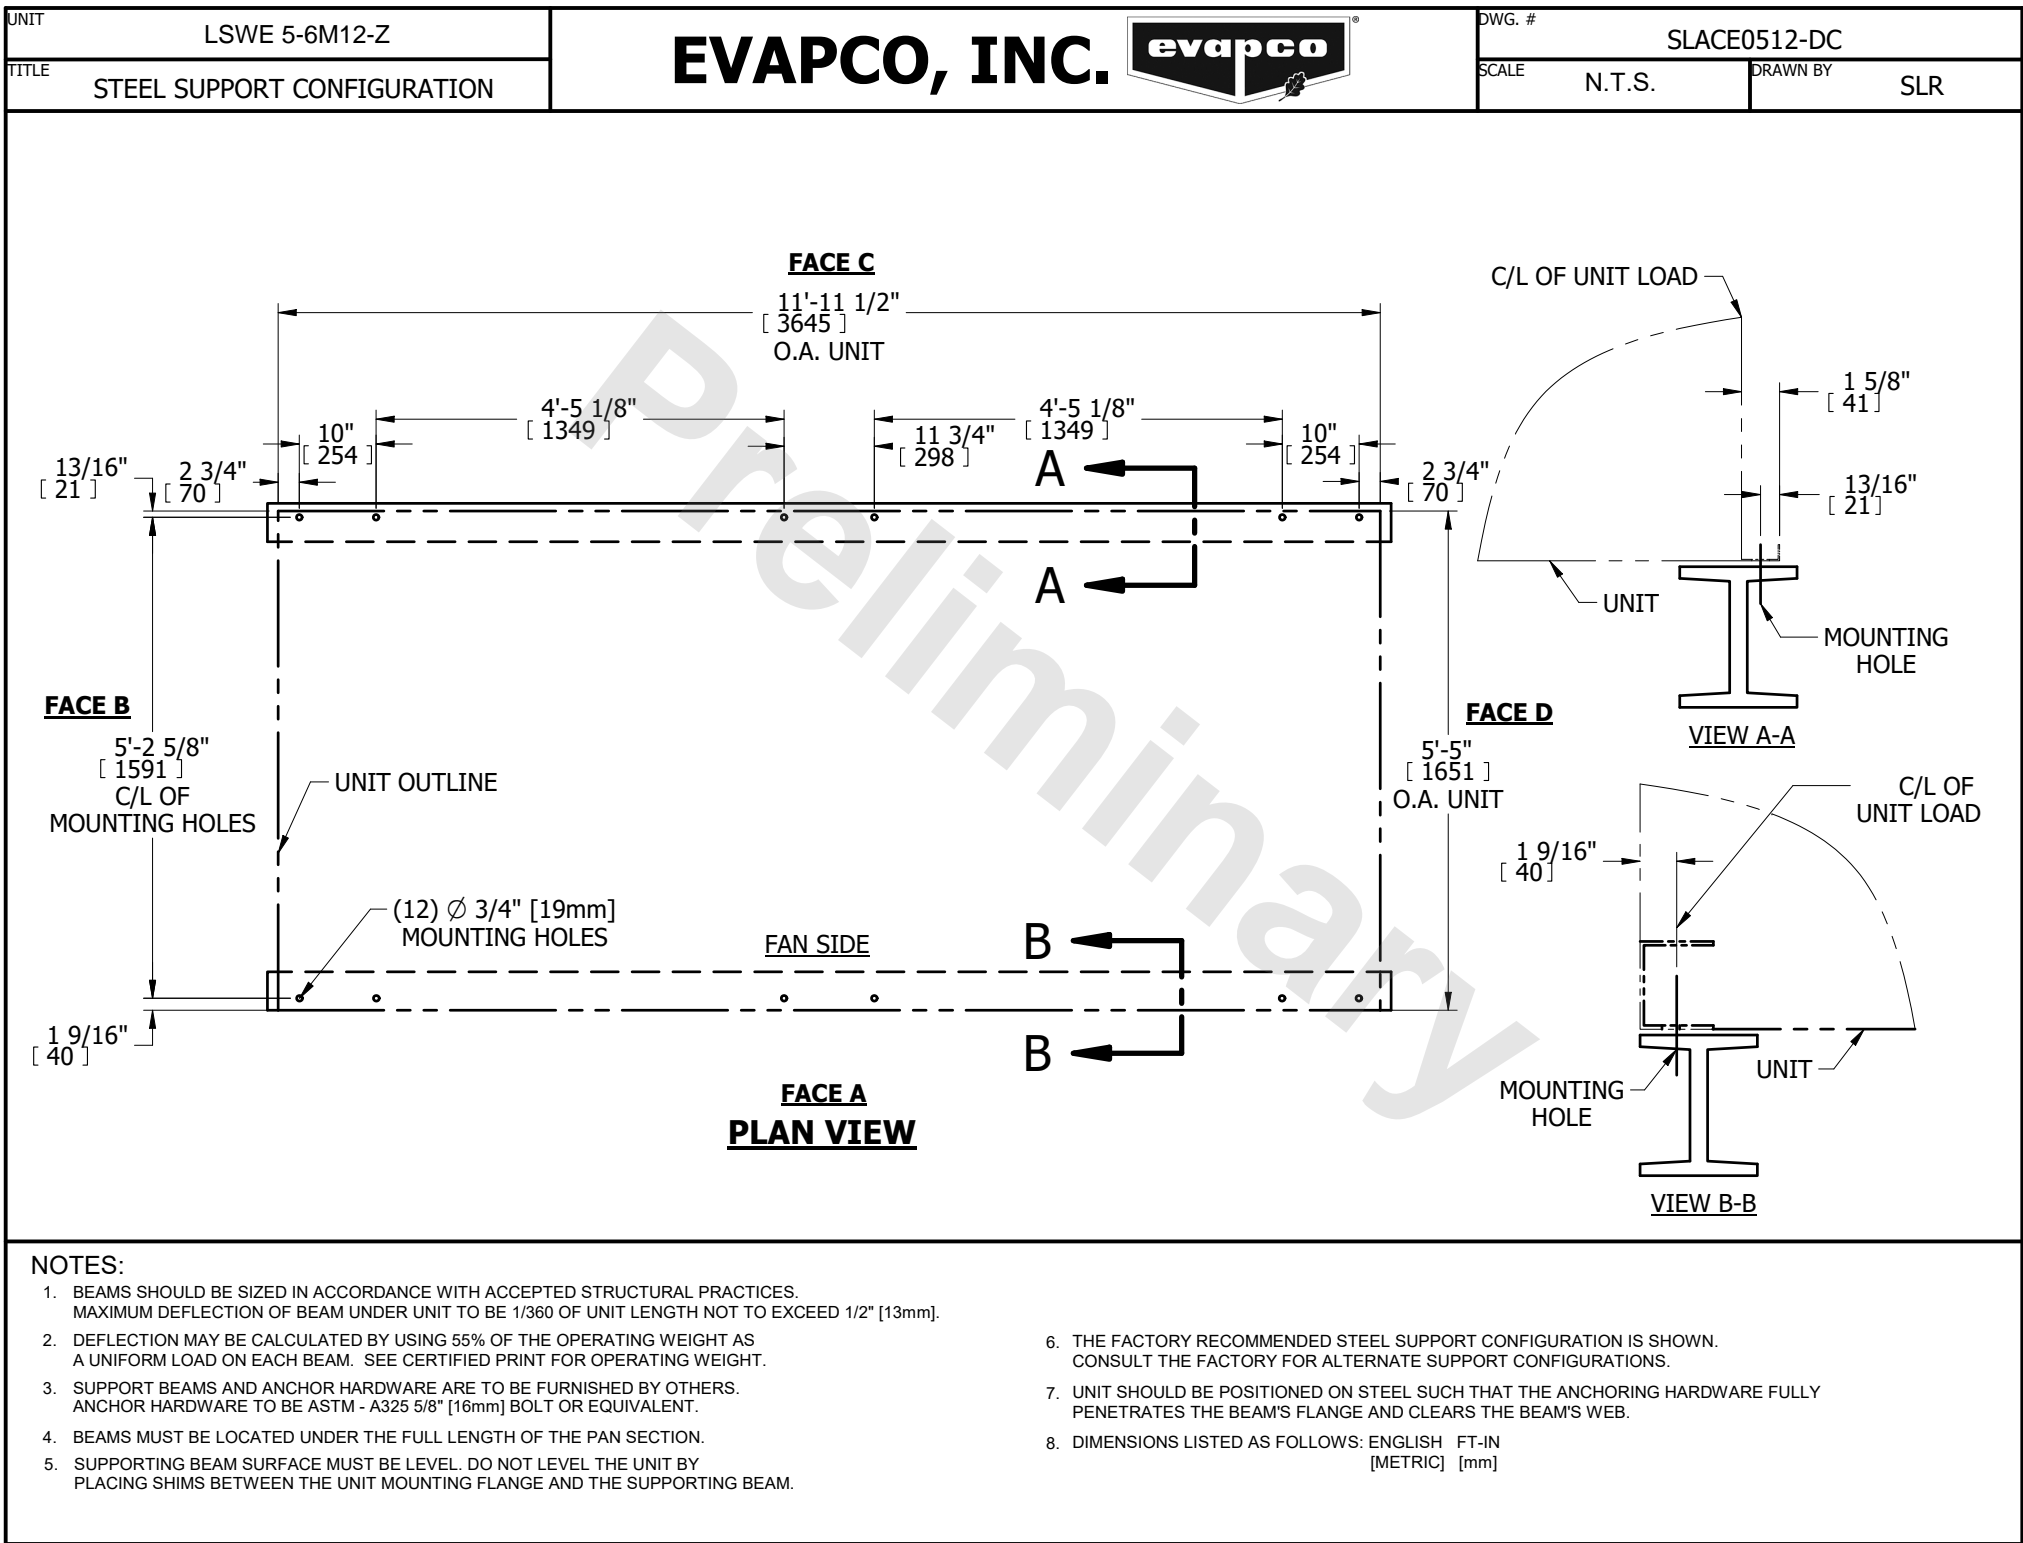 UNIT
LSWE 5-6M12-Z
TITLE
STEEL SUPPORT CONFIGURATION
EVAPCO, INC.
evapco
®
DWG. #
SLACE0512-DC
SCALE
N.T.S.
DRAWN BY
SLR
FACE C
11'-11 1/2"
[ 3645 ]
O.A. UNIT
4'-5 1/8"
[ 1349 ]
4'-5 1/8"
[ 1349 ]
10"
[ 254 ]
11 3/4"
[ 298 ]
10"
[ 254 ]
13/16"
[ 21 ]
2 3/4"
[ 70 ]
2 3/4"
[ 70 ]
A
A
FACE B
5'-2 5/8"
[ 1591 ]
C/L OF
MOUNTING HOLES
UNIT OUTLINE
FACE D
5'-5"
[ 1651 ]
O.A. UNIT
(12) Ø 3/4" [19mm]
MOUNTING HOLES
FAN SIDE
B
B
1 9/16"
[ 40 ]
FACE A
PLAN VIEW
Preliminary
C/L OF UNIT LOAD
1 5/8"
[ 41 ]
13/16"
[ 21 ]
UNIT
MOUNTING
HOLE
VIEW A-A
C/L OF
UNIT LOAD
1 9/16"
[ 40 ]
UNIT
MOUNTING
HOLE
VIEW B-B
NOTES:
1. BEAMS SHOULD BE SIZED IN ACCORDANCE WITH ACCEPTED STRUCTURAL PRACTICES.
MAXIMUM DEFLECTION OF BEAM UNDER UNIT TO BE 1/360 OF UNIT LENGTH NOT TO EXCEED 1/2" [13mm].
2. DEFLECTION MAY BE CALCULATED BY USING 55% OF THE OPERATING WEIGHT AS
A UNIFORM LOAD ON EACH BEAM. SEE CERTIFIED PRINT FOR OPERATING WEIGHT.
3. SUPPORT BEAMS AND ANCHOR HARDWARE ARE TO BE FURNISHED BY OTHERS.
ANCHOR HARDWARE TO BE ASTM - A325 5/8" [16mm] BOLT OR EQUIVALENT.
4. BEAMS MUST BE LOCATED UNDER THE FULL LENGTH OF THE PAN SECTION.
5. SUPPORTING BEAM SURFACE MUST BE LEVEL. DO NOT LEVEL THE UNIT BY
PLACING SHIMS BETWEEN THE UNIT MOUNTING FLANGE AND THE SUPPORTING BEAM.
6. THE FACTORY RECOMMENDED STEEL SUPPORT CONFIGURATION IS SHOWN.
CONSULT THE FACTORY FOR ALTERNATE SUPPORT CONFIGURATIONS.
7. UNIT SHOULD BE POSITIONED ON STEEL SUCH THAT THE ANCHORING HARDWARE FULLY
PENETRATES THE BEAM'S FLANGE AND CLEARS THE BEAM'S WEB.
8. DIMENSIONS LISTED AS FOLLOWS: ENGLISH FT-IN
[METRIC] [mm]